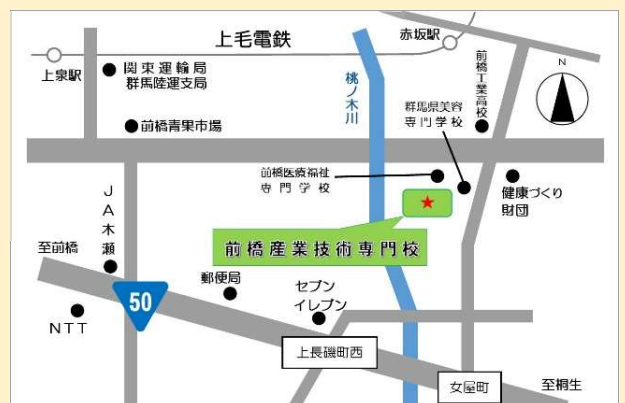 上毛電鉄
赤坂駅
上泉駅
関東運輸局
群馬陸運支局
前橋工業高校
N
桃ノ木川
群馬県美容
専門学校
前橋青果市場
前橋医療福祉
専門学校
健康づくり
財団
JA木瀬
至前橋
前橋産業技術専門校
郵便局
セブン
イレブン
50
NTT
上長磯町西
女屋町
至桐生